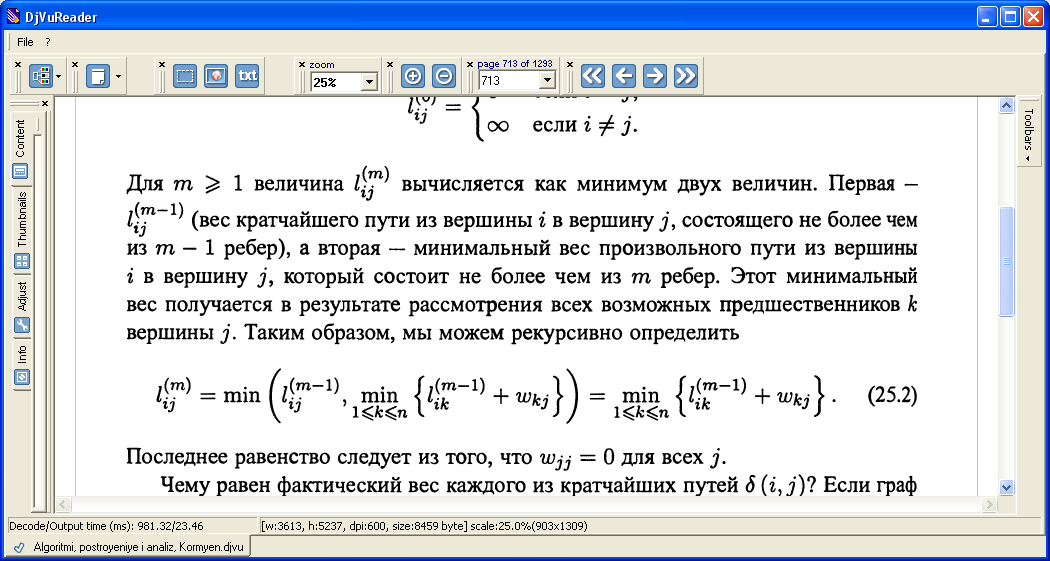 DjVuReader
File ?
zoom
page 713 of 1293
txt
25%
713
Content
Thumbnails
Adjust
Info
Toolbars
l_{ij}^{(0)} =
∞ если i ≠ j.
Для m ⩾ 1 величина l_{ij}^{(m)} вычисляется как минимум двух величин. Первая –
l_{ij}^{(m−1)} (вес кратчайшего пути из вершины i в вершину j, состоящего не более чем
из m − 1 ребер), а вторая — минимальный вес произвольного пути из вершины
i в вершину j, который состоит не более чем из m ребер. Этот минимальный
вес получается в результате рассмотрения всех возможных предшественников k
вершины j. Таким образом, мы можем рекурсивно определить
l_{ij}^{(m)} = min ( l_{ij}^{(m−1)}, min_{1⩽k⩽n} { l_{ik}^{(m−1)} + w_{kj} } ) = min_{1⩽k⩽n} { l_{ik}^{(m−1)} + w_{kj} } . (25.2)
Последнее равенство следует из того, что w_{jj} = 0 для всех j.
Чему равен фактический вес каждого из кратчайших путей δ (i, j)? Если граф
Decode/Output time (ms): 981.32/23.46 [w:3613, h:5237, dpi:600, size:8459 byte] scale:25.0%(903x1309)
Algoritmi, postroyeniye i analiz, Kormyen.djvu